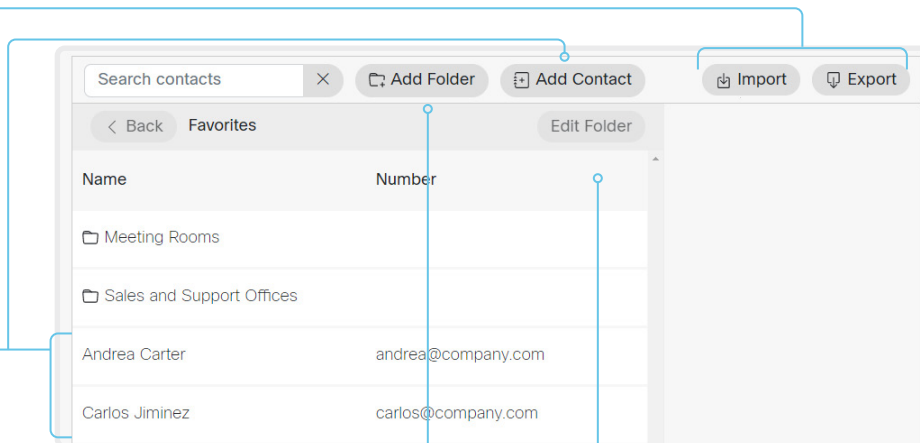 Search contacts Add Folder Add Contact Import Export
Back Favorites Edit Folder
Name Number
Meeting Rooms
Sales and Support Offices
Andrea Carter andrea@company.com
Carlos Jiminez carlos@company.com